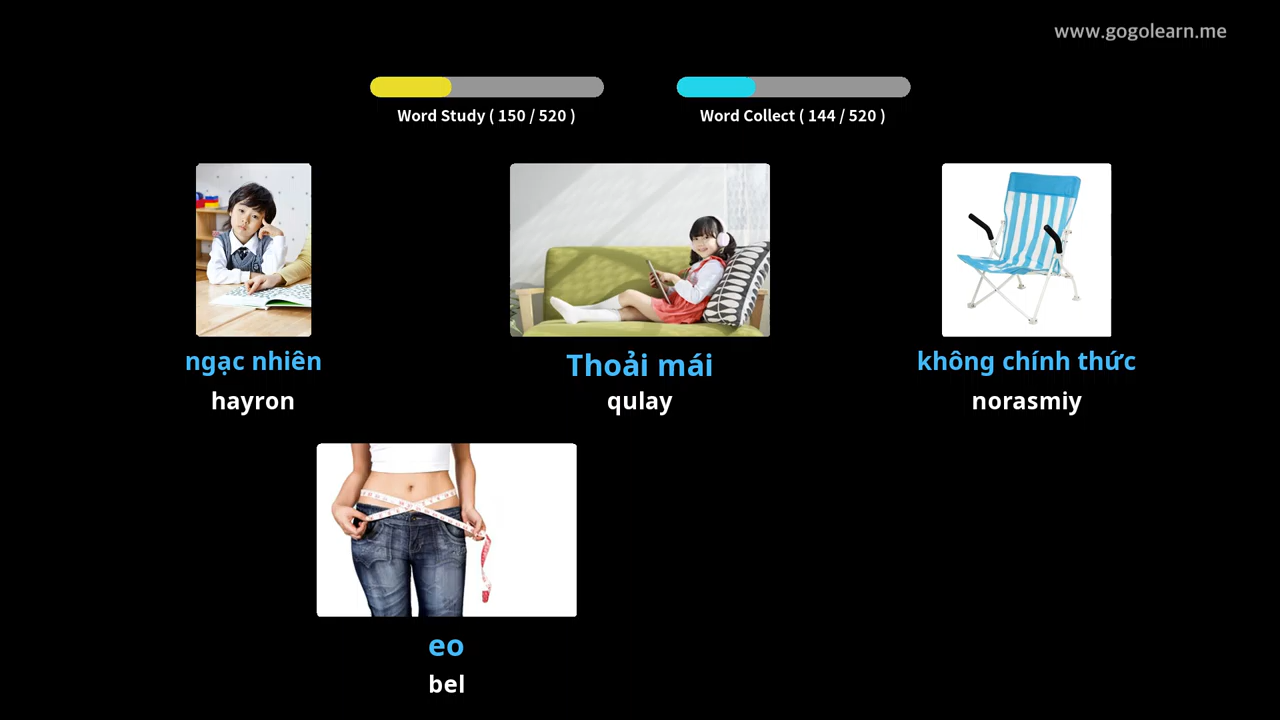 www.gogolearn.me
Word Study ( 150 / 520 )
Word Collect ( 144 / 520 )
ngạc nhiên
hayron
Thoải mái
qulay
không chính thức
norasmiy
eo
bel